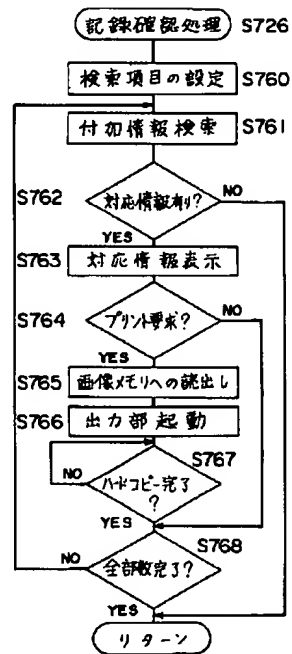 記録確認処理 S726
検索項目の設定 S760
付加情報検索 S761
S762 対応情報有り? NO
YES
S763 対応情報表示
S764 プリント要求? NO
YES
S765 画像メモリへの読出し
S766 出力部起動
S767
NO ハードコピー完了
?
YES
S768
NO 全部数完了?
YES
リターン